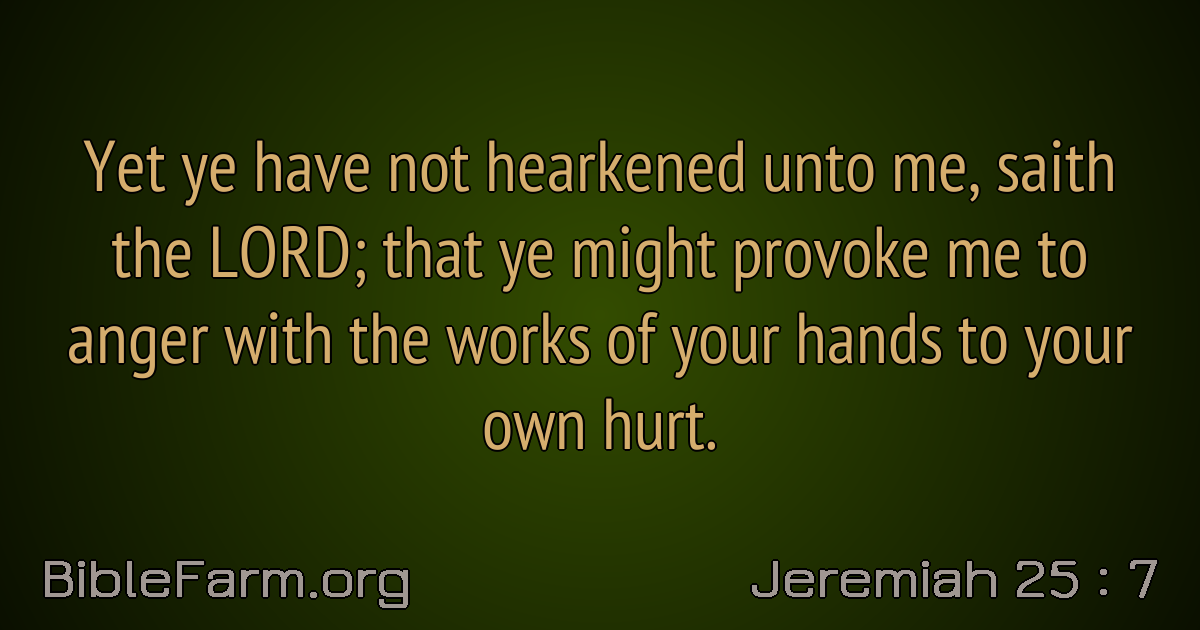 Yet ye have not hearkened unto me, saith
the LORD; that ye might provoke me to
anger with the works of your hands to your
own hurt.
BibleFarm.org
Jeremiah 25 : 7